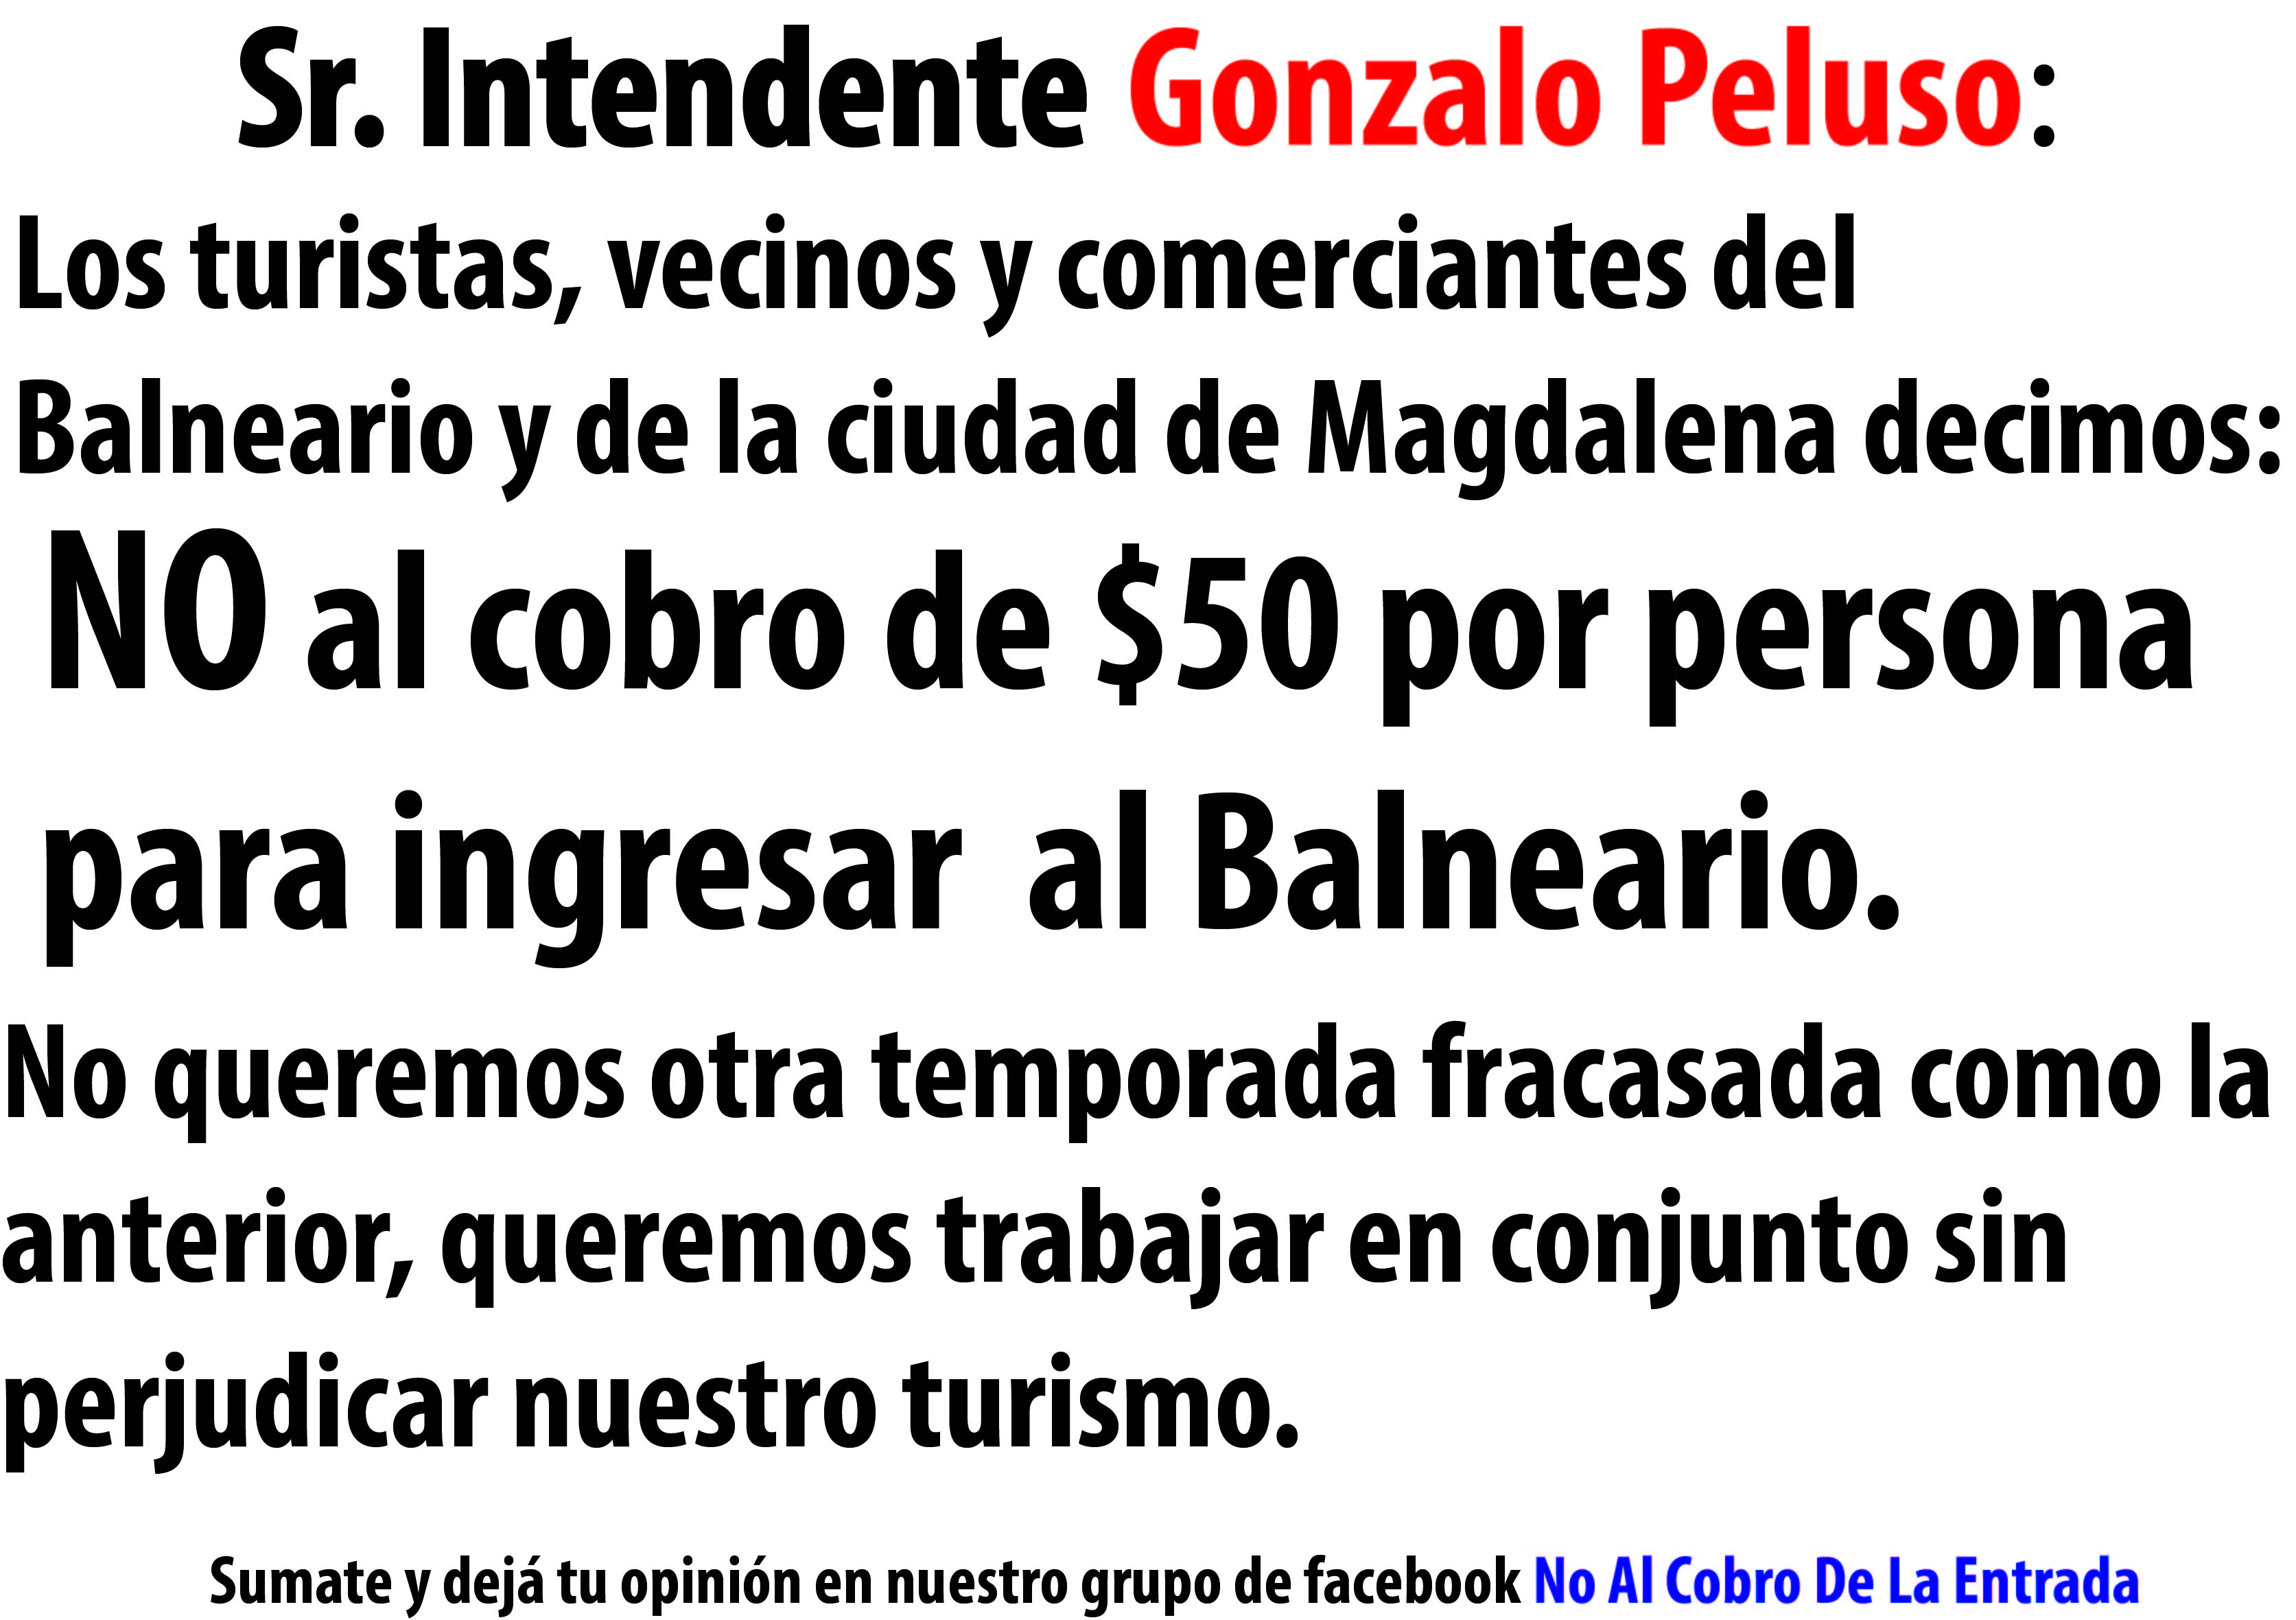 Sr. Intendente Gonzalo Peluso:
Los turistas, vecinos y comerciantes del
Balneario y de la ciudad de Magdalena decimos:
NO al cobro de $50 por persona
para ingresar al Balneario.
No queremos otra temporada fracasada como la
anterior, queremos trabajar en conjunto sin
perjudicar nuestro turismo.
Sumate y dejá tu opinión en nuestro grupo de facebook No Al Cobro De La Entrada